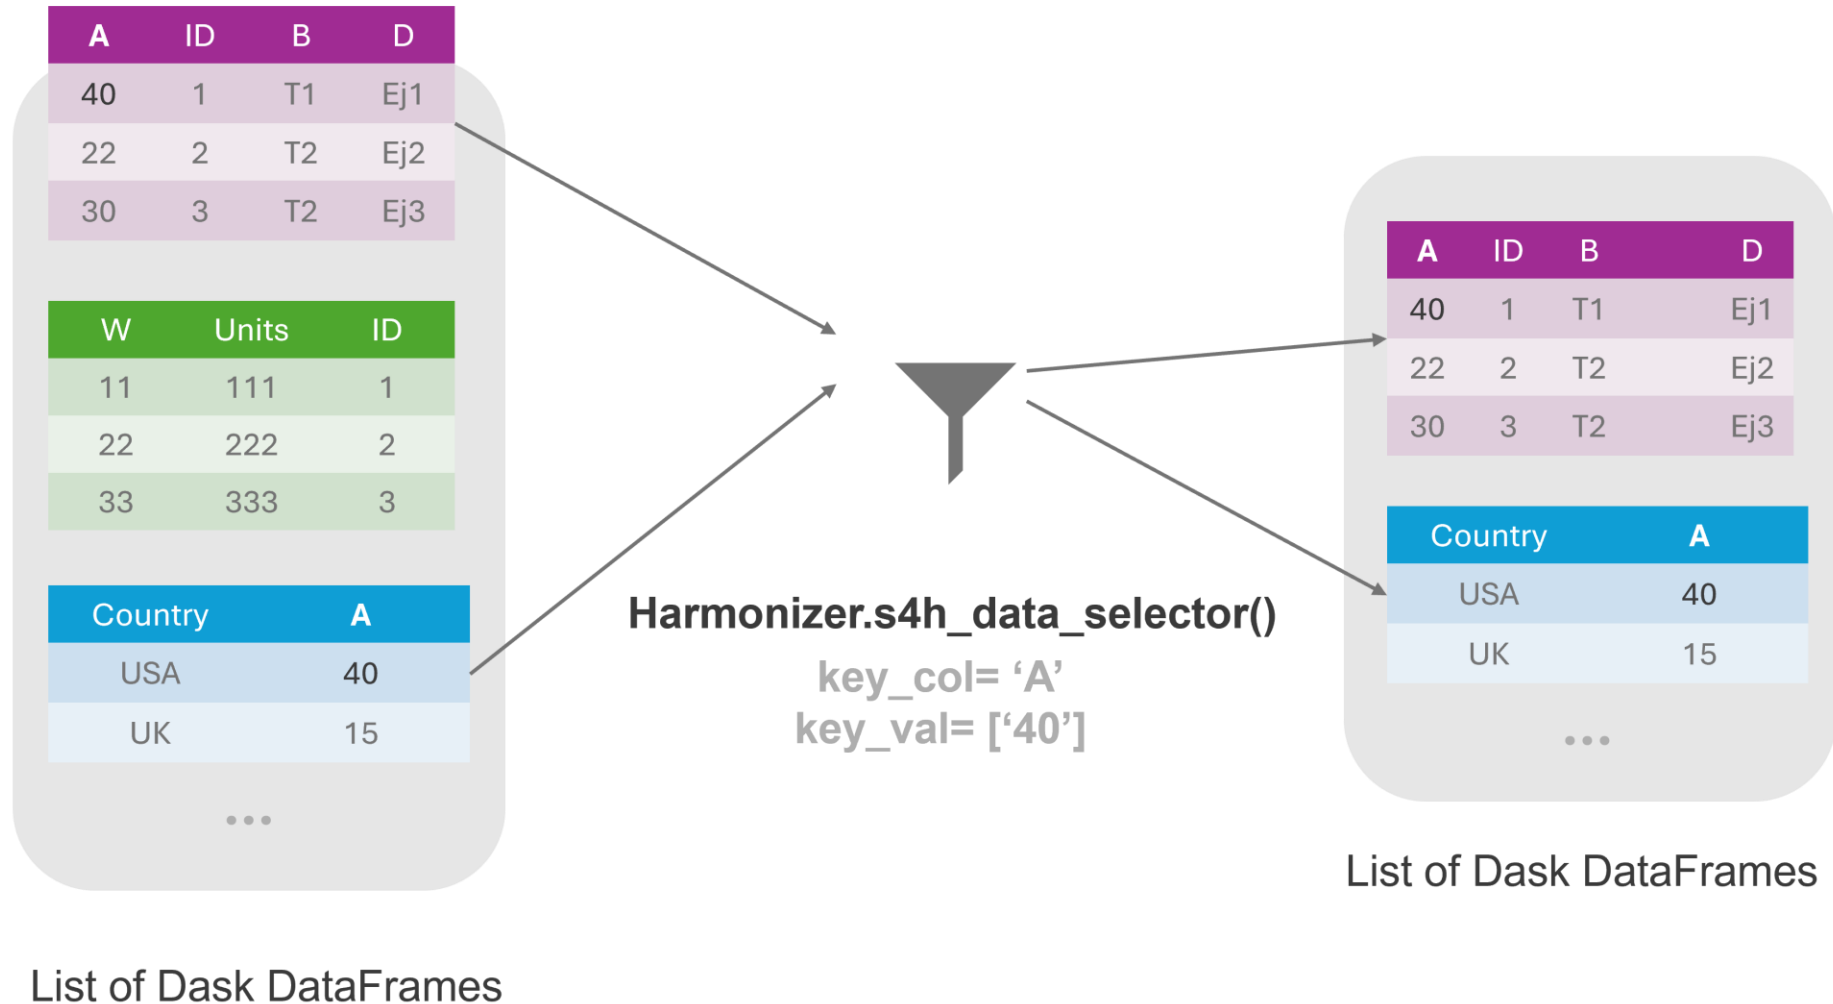 A ID B D
40 1 T1 Ej1
22 2 T2 Ej2
30 3 T2 Ej3
W Units ID
11 111 1
22 222 2
33 333 3
Country A
USA 40
UK 15
...
List of Dask DataFrames
Harmonizer.s4h_data_selector()
key_col= ‘A’
key_val= [‘40’]
A ID B D
40 1 T1 Ej1
22 2 T2 Ej2
30 3 T2 Ej3
Country A
USA 40
UK 15
...
List of Dask DataFrames